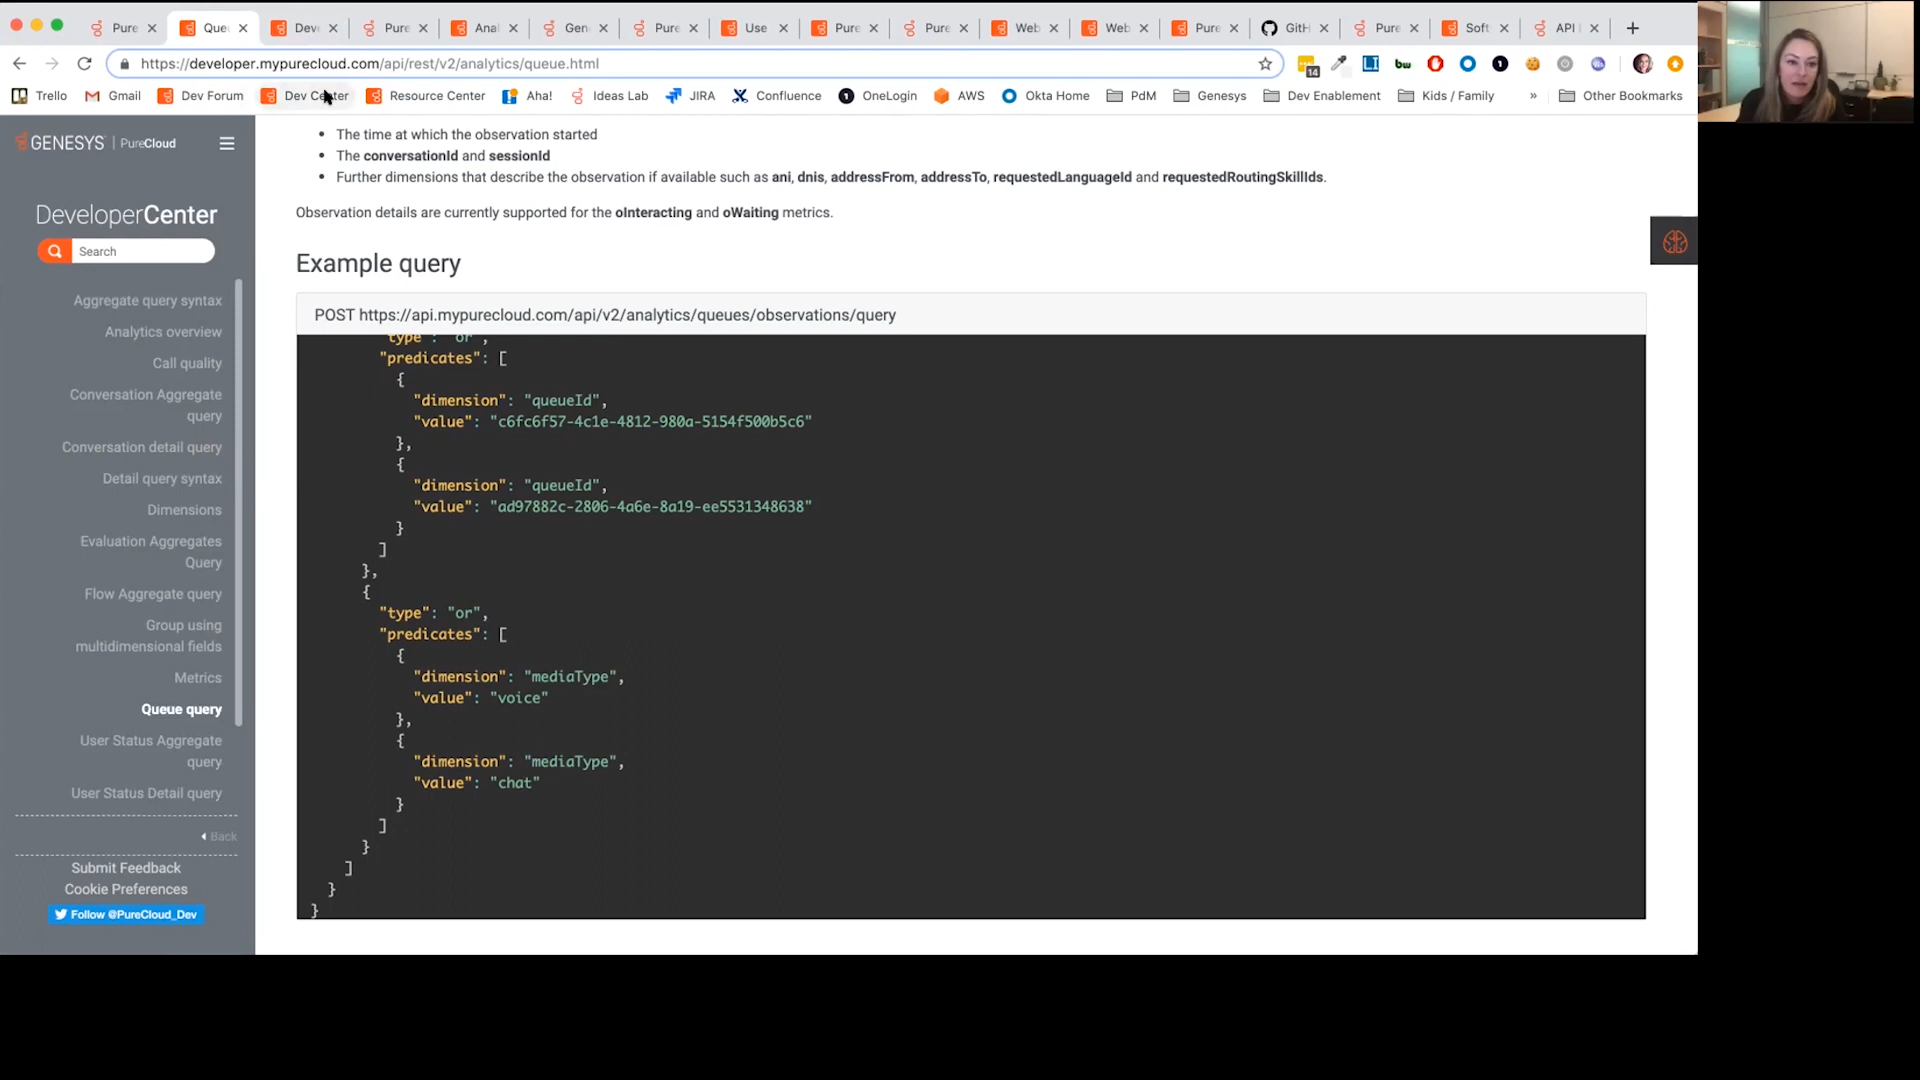 Pure
Que
Deve
Pure
Anal
Gene
Pure
Use
Pure
Pure
Web
Web
Pure
GitH
Pure
Soft
API
https://developer.mypurecloud.com/api/rest/v2/analytics/queue.html
14
Trello
Gmail
Dev Forum
Dev Center
Resource Center
Aha!
Ideas Lab
JIRA
Confluence
OneLogin
AWS
Okta Home
PdM
Genesys
Dev Enablement
Kids / Family
»
Other Bookmarks
GENESYS | PureCloud
DeveloperCenter
Search
Aggregate query syntax
Analytics overview
Call quality
Conversation Aggregate
query
Conversation detail query
Detail query syntax
Dimensions
Evaluation Aggregates
Query
Flow Aggregate query
Group using
multidimensional fields
Metrics
Queue query
User Status Aggregate
query
User Status Detail query
Back
Submit Feedback
Cookie Preferences
Follow @PureCloud_Dev
• The time at which the observation started
• The conversationId and sessionId
• Further dimensions that describe the observation if available such as ani, dnis, addressFrom, addressTo, requestedLanguageId and requestedRoutingSkillIds.
Observation details are currently supported for the oInteracting and oWaiting metrics.
Example query
POST https://api.mypurecloud.com/api/v2/analytics/queues/observations/query
"type": "or",
"predicates": [
{
"dimension": "queueId",
"value": "c6fc6f57-4c1e-4812-980a-5154f500b5c6"
},
{
"dimension": "queueId",
"value": "ad97882c-2806-4a6e-8a19-ee5531348638"
}
]
},
{
"type": "or",
"predicates": [
{
"dimension": "mediaType",
"value": "voice"
},
{
"dimension": "mediaType",
"value": "chat"
}
]
}
]
}
}